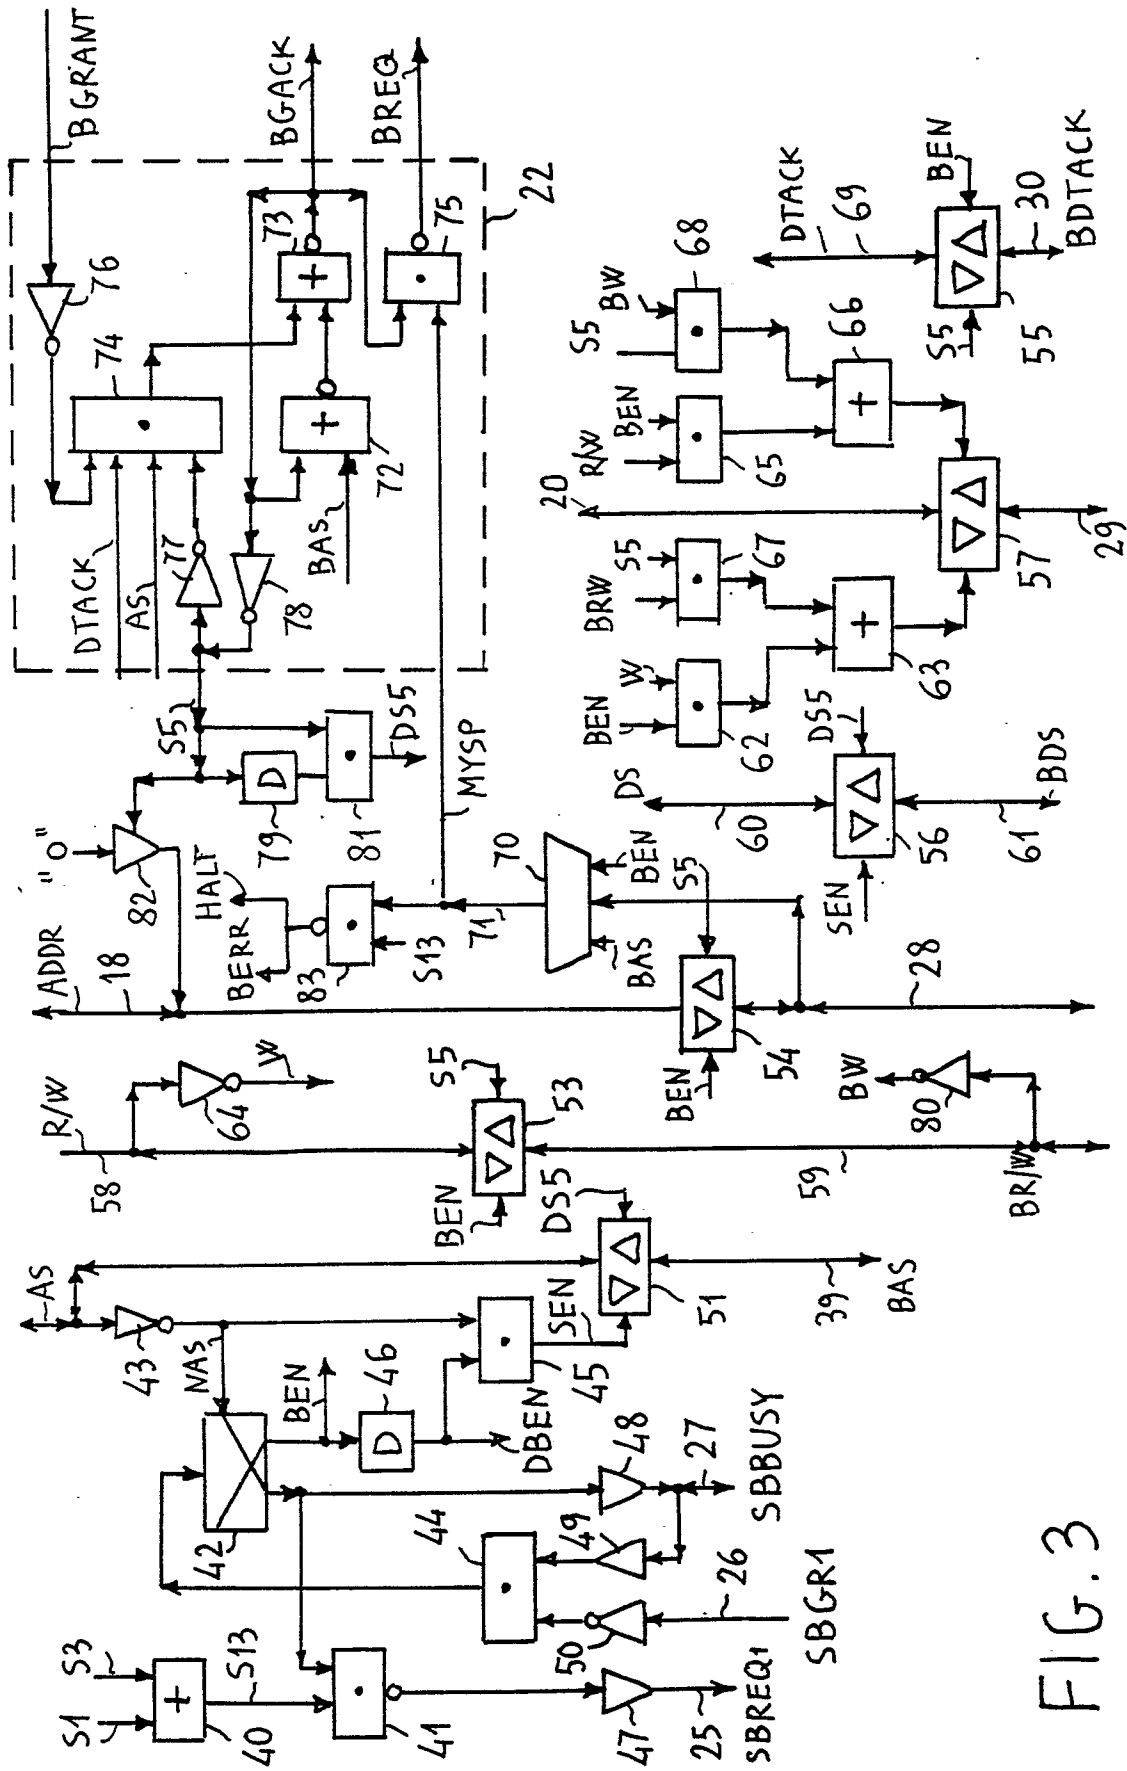 S1
S3
40
S13
41
47
25
SBREQ1
SBGR1
26
50
49
44
42
48
27
SBBUSY
NAS
43
AS
BEN
46
D
DBEN
45
SEN
51
DS5
39
BAS
R/W
58
64
W
BEN
S5
53
59
BR/W
80
BW
ADDR
18
"0"
82
BEN
54
S5
28
BERR
HALT
83
S13
71
70
BAS
BEN
MYSP
79
D
81
DS5
S5
DTACK
AS
77
78
BAS
72
74
76
73
75
22
BGRANT
BGACK
BREQ
DS
60
SEN
56
DS5
61
BDS
BEN
W
62
BRW
S5
67
63
20
57
29
R/W
BEN
65
S5
BW
68
66
DTACK
69
S5
55
BEN
30
BDTACK
FIG. 3